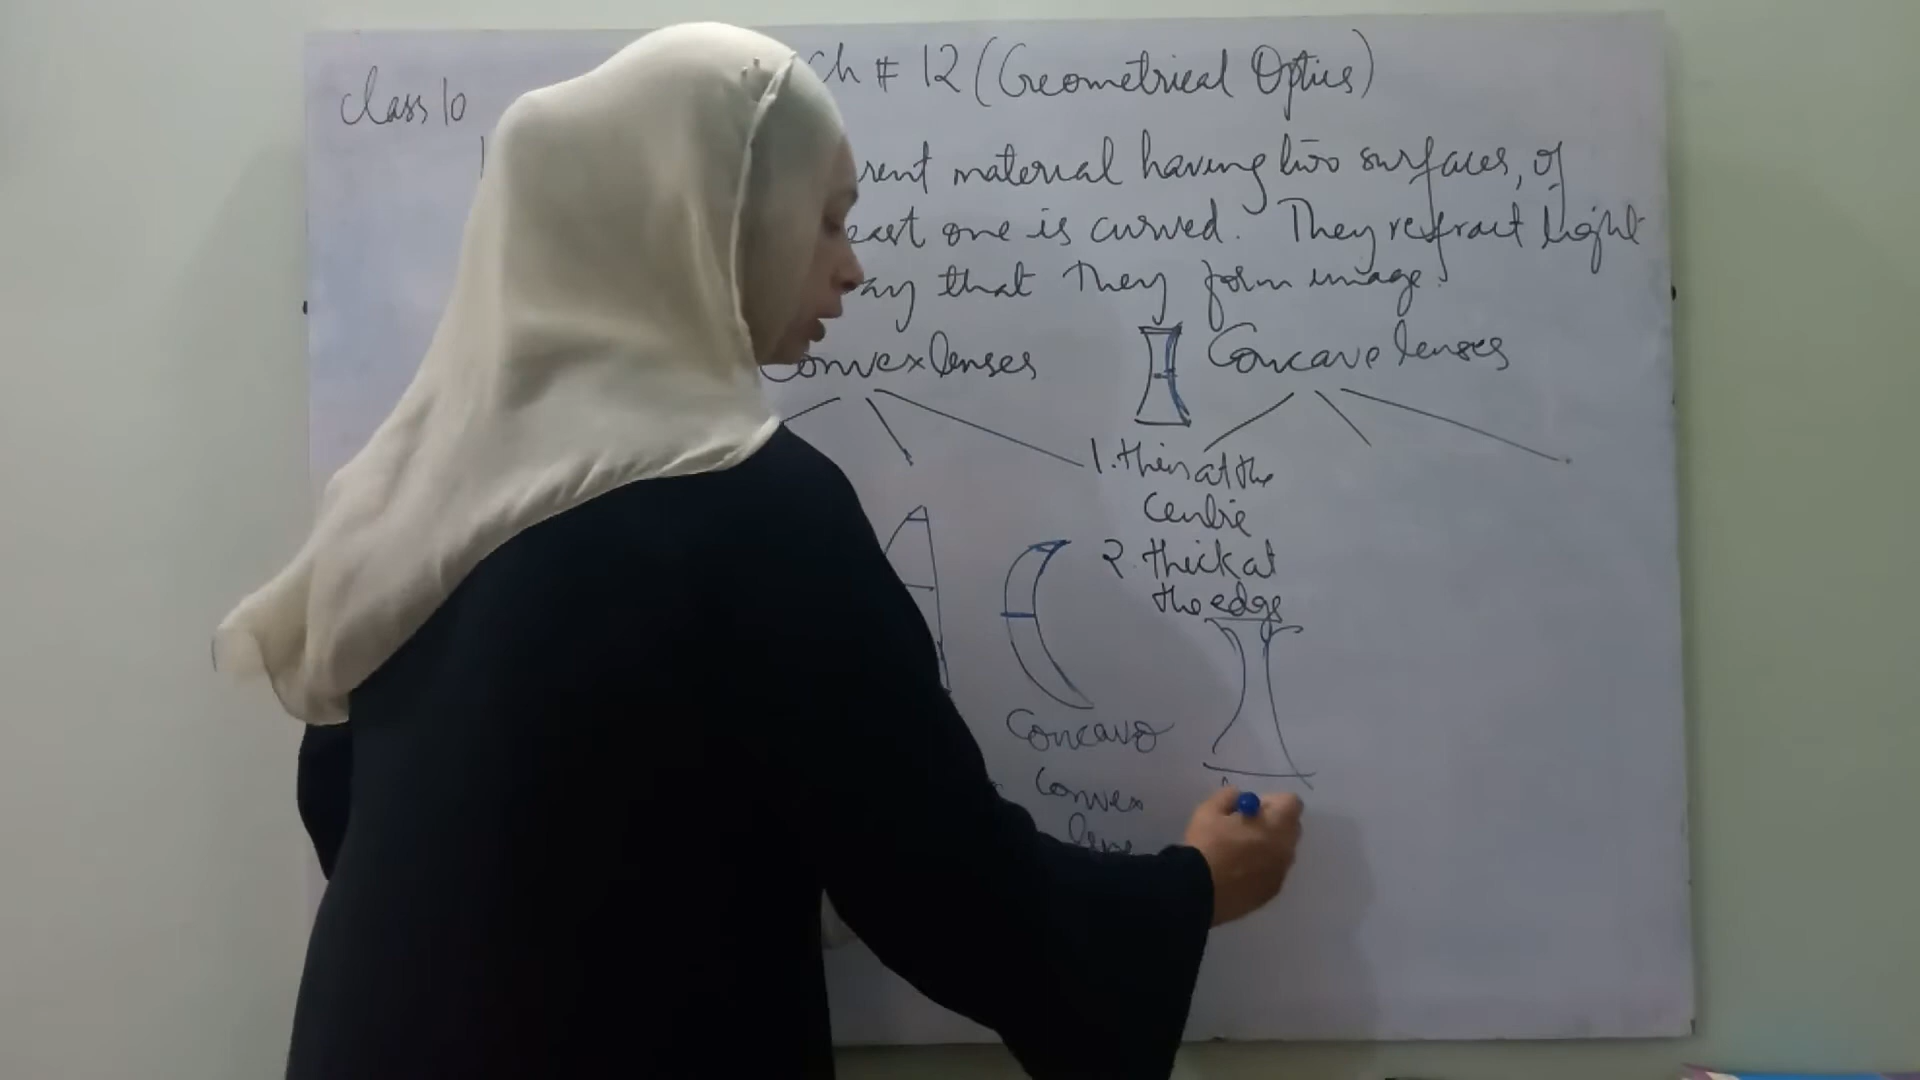 Class 10
Ch # 12 (Geometrical Optics)
material having two surfaces, of
one is curved. They refract light
that they form image.
Convex lenses
Concave lenses
1. thin at the
centre
2. thick at
the edge
Concavo
Convex
lens